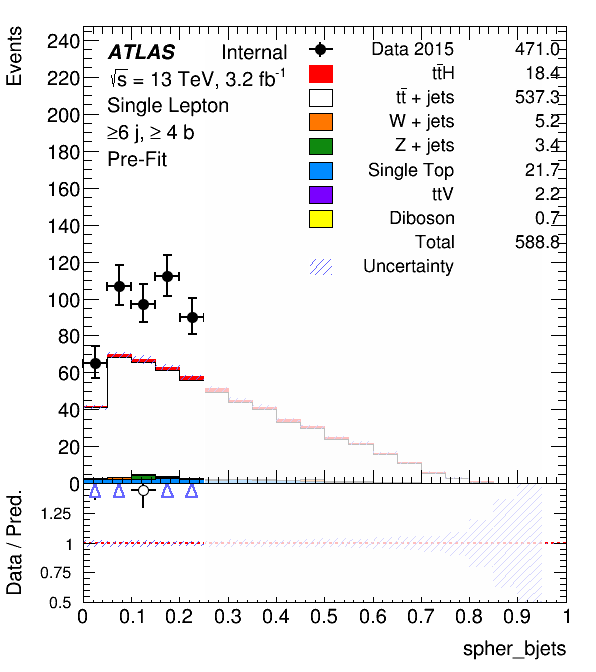 Events
240
220
200
180
160
140
120
100
80
60
40
20
0
ATLAS Internal
√s = 13 TeV, 3.2 fb⁻¹
Single Lepton
≥6 j, ≥ 4 b
Pre-Fit
Data 2015 471.0
tt̄H 18.4
tt̄ + jets 537.3
W + jets 5.2
Z + jets 3.4
Single Top 21.7
ttV 2.2
Diboson 0.7
Total 588.8
Uncertainty
Data / Pred.
1.25
1
0.75
0.5
0 0.1 0.2 0.3 0.4 0.5 0.6 0.7 0.8 0.9 1
spher_bjets